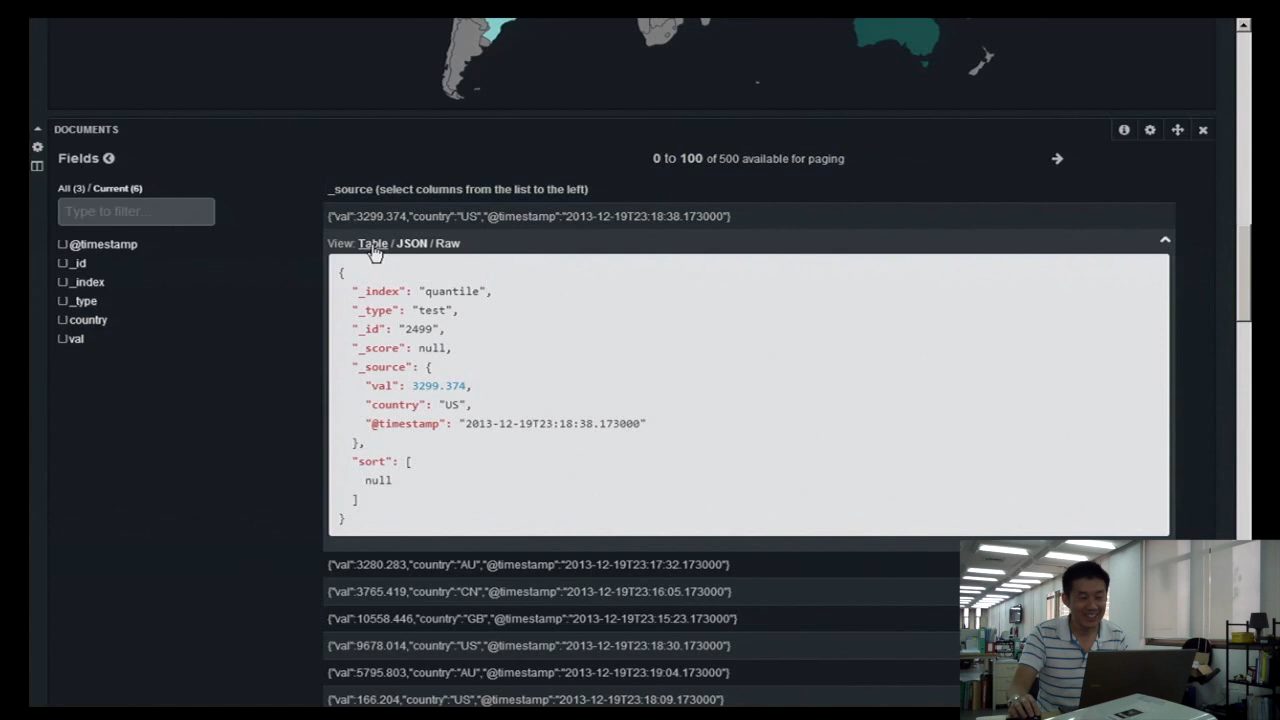 DOCUMENTS
Fields
0 to 100 of 500 available for paging
All (3) / Current (6)
Type to filter...
@timestamp
_id
_index
_type
country
val
_source (select columns from the list to the left)
{"val":3299.374,"country":"US","@timestamp":"2013-12-19T23:18:38.173000"}
View: Table / JSON / Raw
{
"_index": "quantile",
"_type": "test",
"_id": "2499",
"_score": null,
"_source": {
"val": 3299.374,
"country": "US",
"@timestamp": "2013-12-19T23:18:38.173000"
},
"sort": [
null
]
}
{"val":3280.283,"country":"AU","@timestamp":"2013-12-19T23:17:32.173000"}
{"val":3765.419,"country":"CN","@timestamp":"2013-12-19T23:16:05.173000"}
{"val":10558.446,"country":"GB","@timestamp":"2013-12-19T23:15:23.173000"}
{"val":9678.014,"country":"US","@timestamp":"2013-12-19T23:18:30.173000"}
{"val":5795.803,"country":"AU","@timestamp":"2013-12-19T23:19:04.173000"}
{"val":166.204,"country":"US","@timestamp":"2013-12-19T23:18:09.173000"}